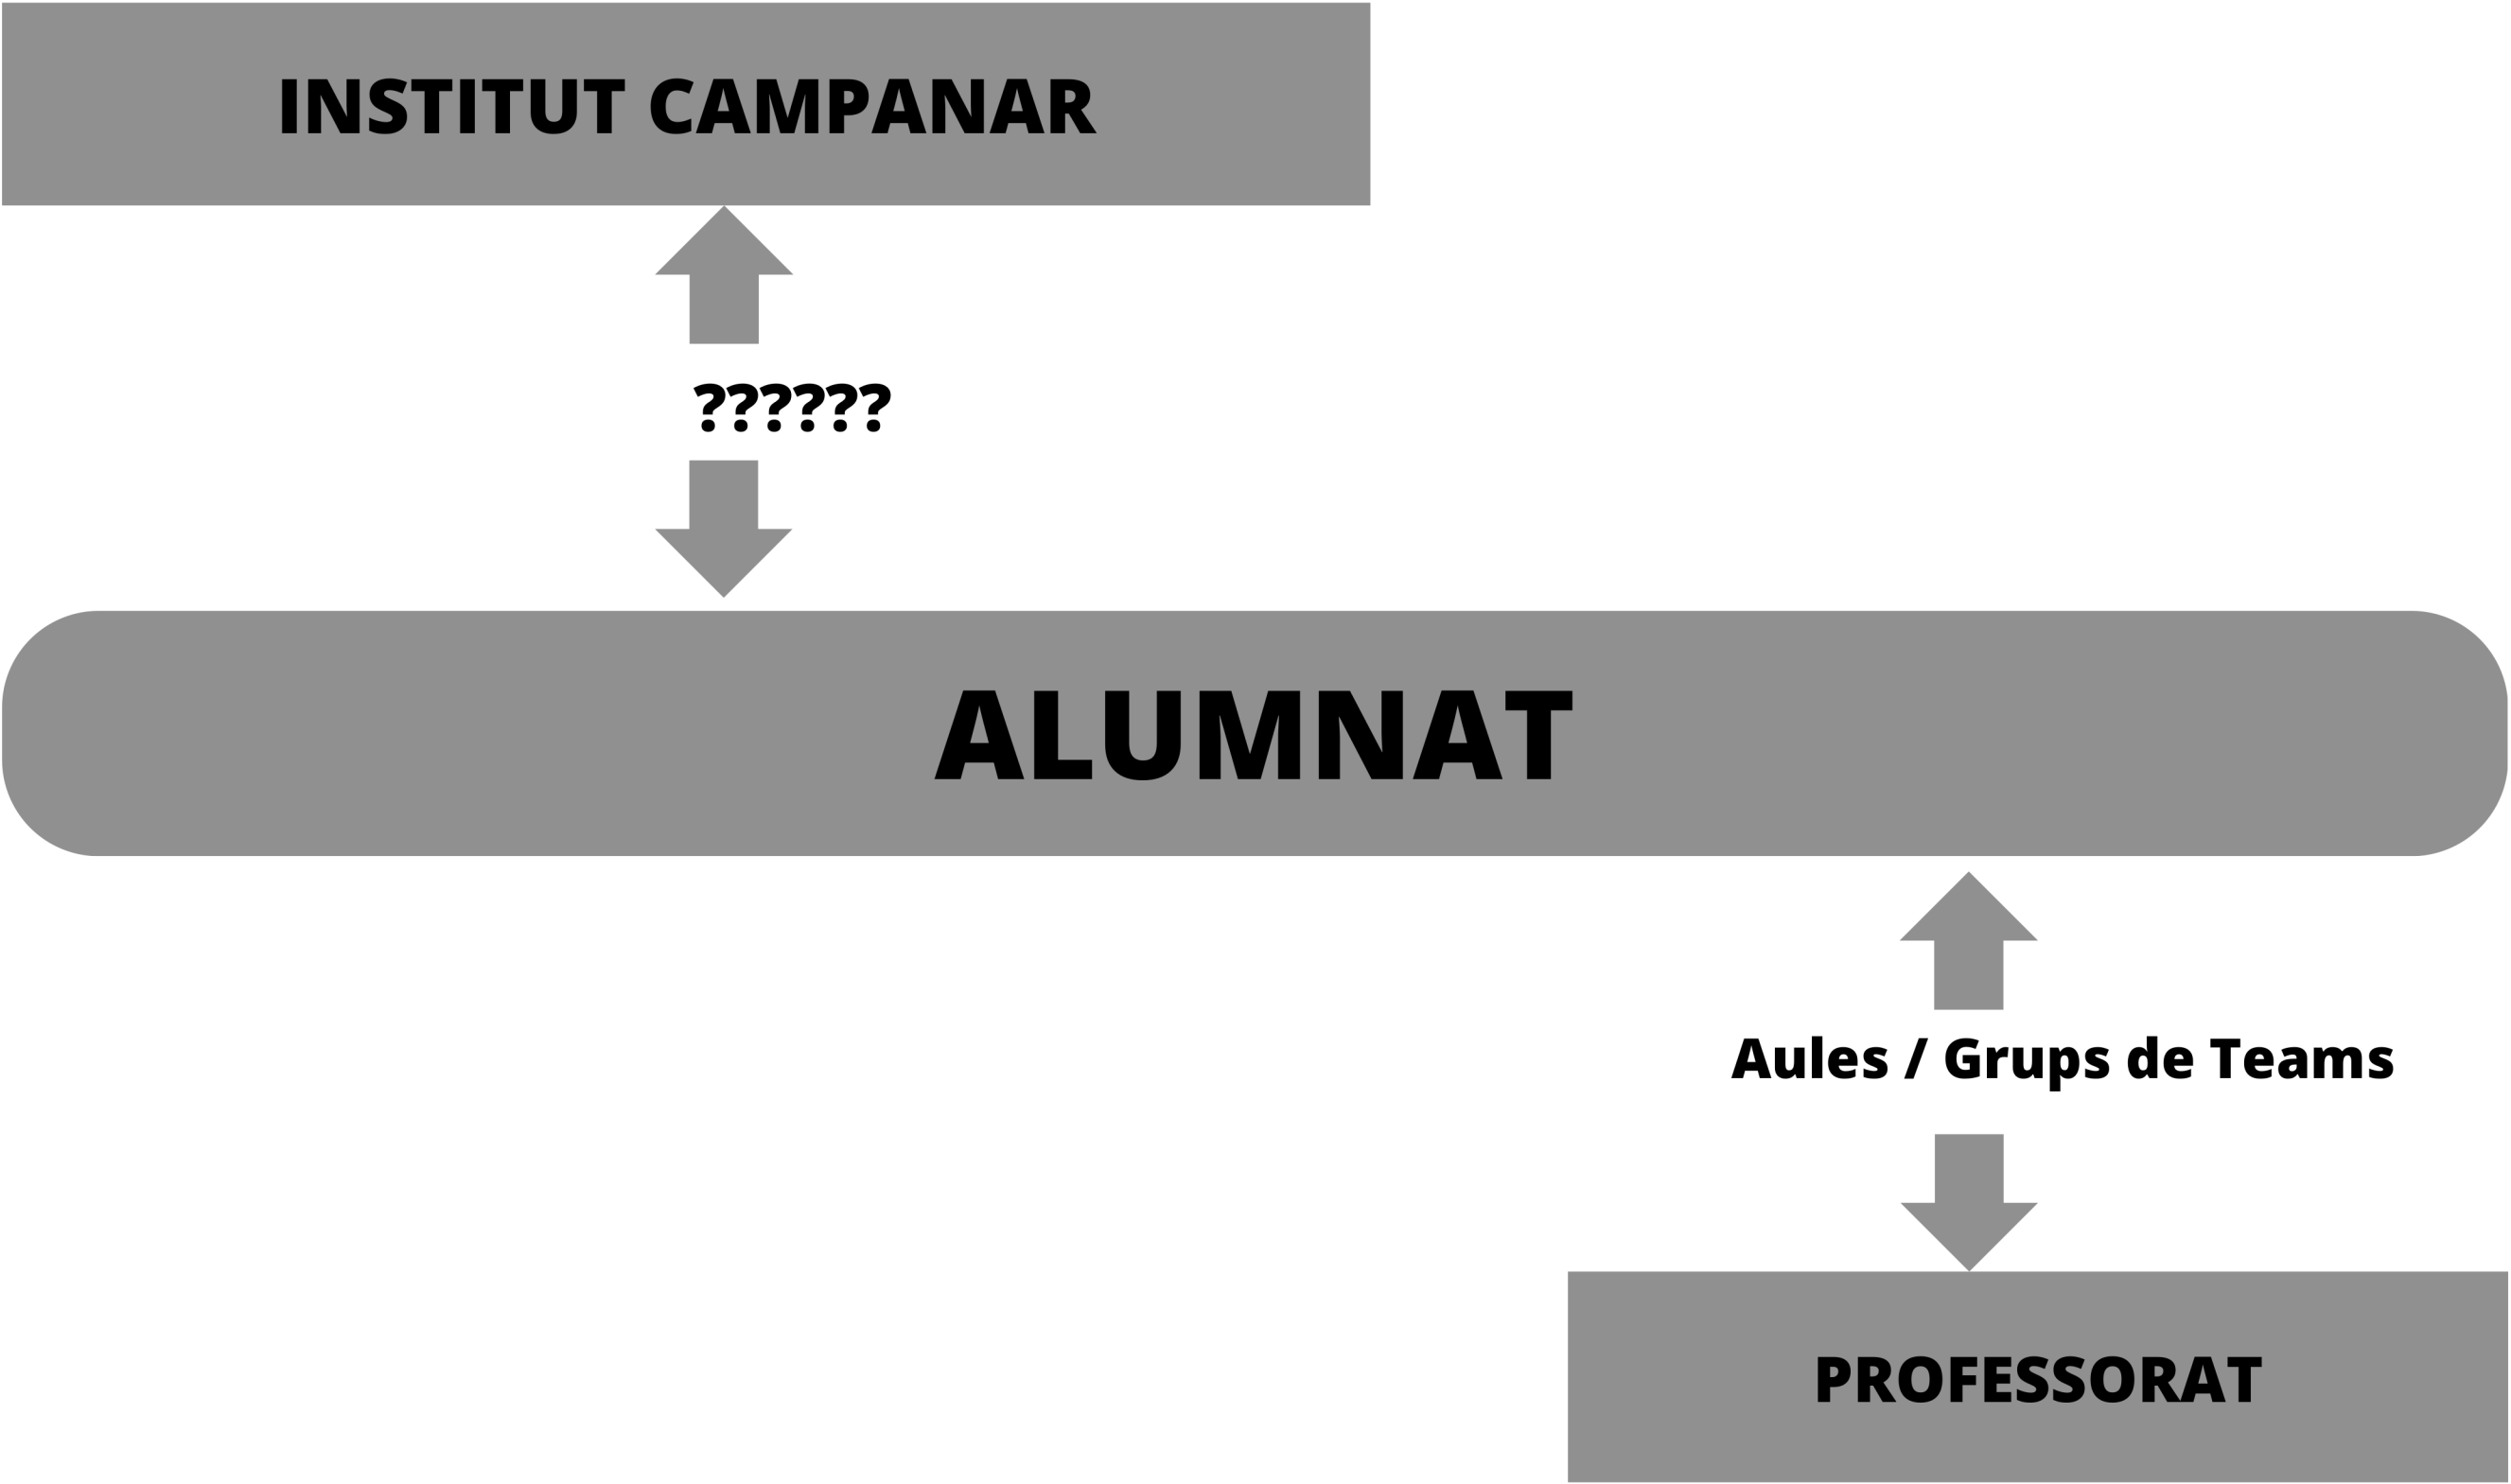 INSTITUT CAMPANAR
??????
ALUMNAT
Aules / Grups de Teams
PROFESSORAT